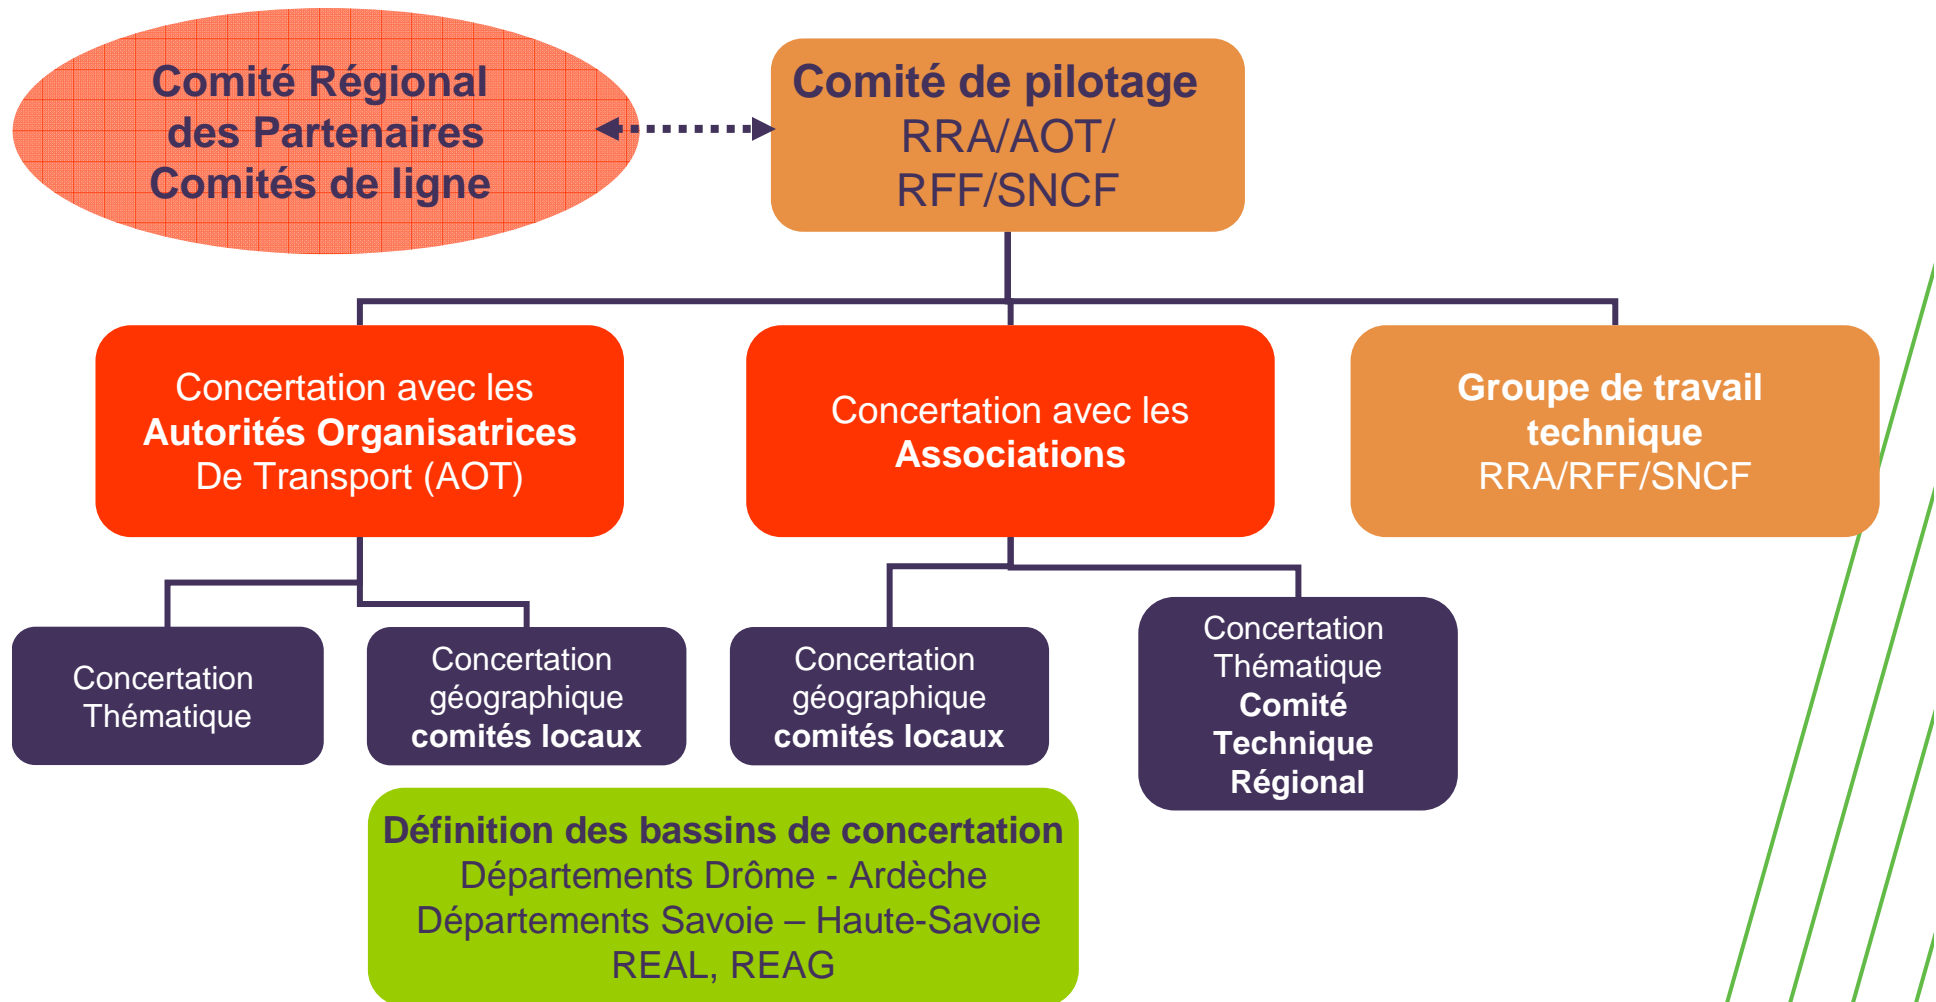 Comité Régional
des Partenaires
Comités de ligne
Comité de pilotage
RRA/AOT/
RFF/SNCF
Concertation avec les
Autorités Organisatrices
De Transport (AOT)
Concertation avec les
Associations
Groupe de travail
technique
RRA/RFF/SNCF
Concertation
Thématique
Concertation
géographique
comités locaux
Concertation
géographique
comités locaux
Concertation
Thématique
Comité
Technique
Régional
Définition des bassins de concertation
Départements Drôme - Ardèche
Départements Savoie – Haute-Savoie
REAL, REAG